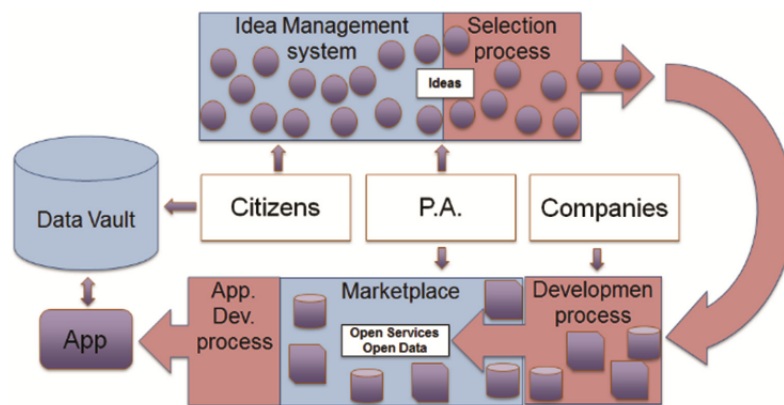 Idea Management
system
Selection
process
Ideas
Data Vault
Citizens
P.A.
Companies
App
App.
Dev.
process
Marketplace
Open Services
Open Data
Developmen
process